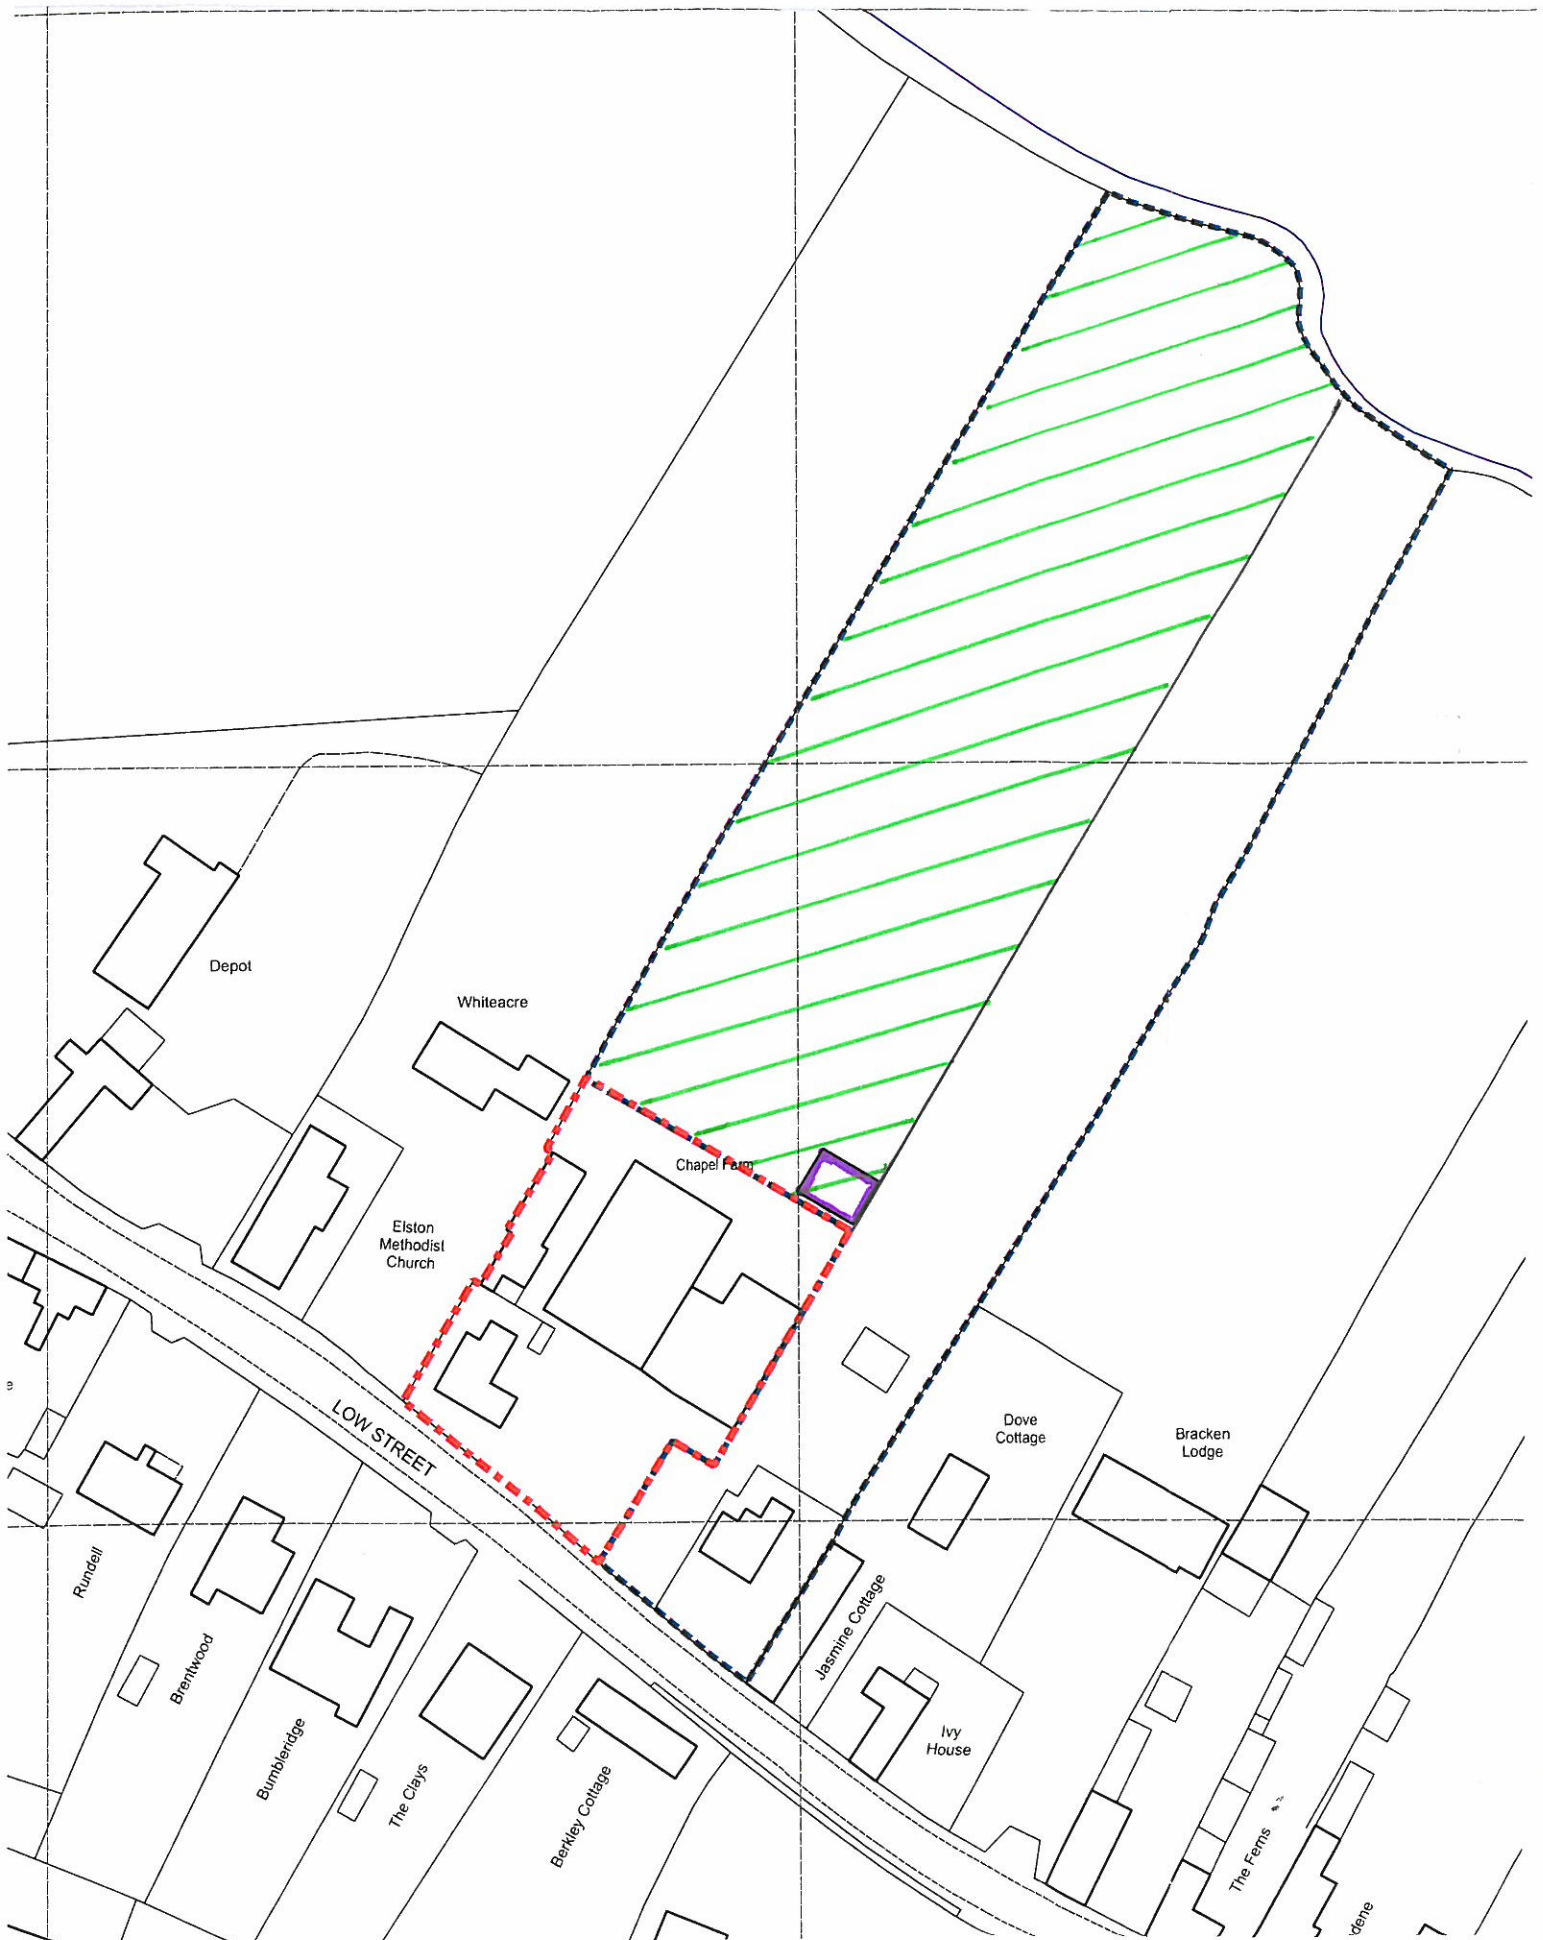 Depot
Whiteacre
Chapel Farm
Elston
Methodist
Church
LOW STREET
Dove
Cottage
Bracken
Lodge
Rundell
Brentwood
Bumbleridge
The Clays
Berkley Cottage
Jasmine Cottage
Ivy
House
The Ferns
dene
e